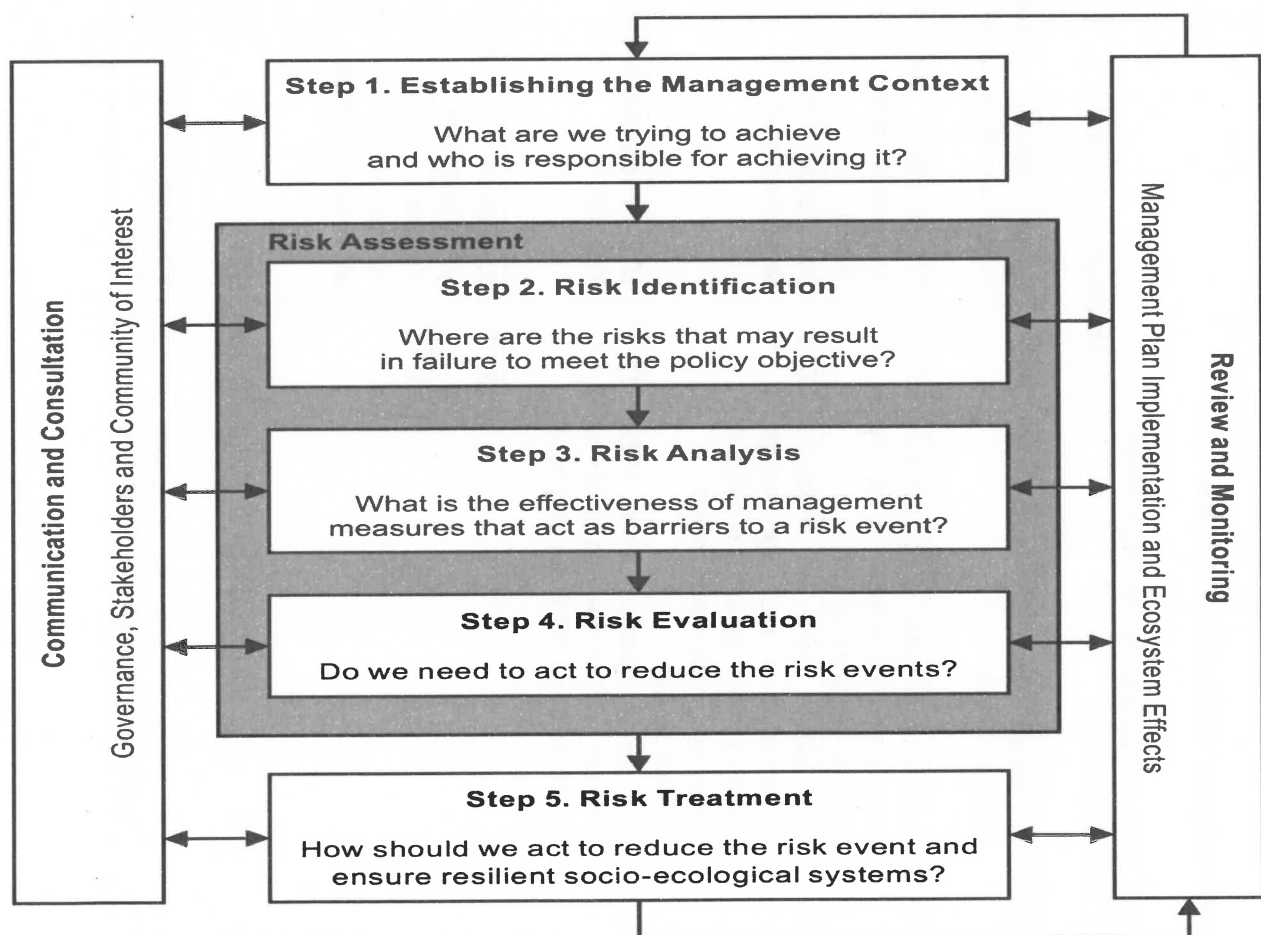 Communication and Consultation
Governance, Stakeholders and Community of Interest
Step 1. Establishing the Management Context
What are we trying to achieve
and who is responsible for achieving it?
Risk Assessment
Step 2. Risk Identification
Where are the risks that may result
in failure to meet the policy objective?
Step 3. Risk Analysis
What is the effectiveness of management
measures that act as barriers to a risk event?
Step 4. Risk Evaluation
Do we need to act to reduce the risk events?
Step 5. Risk Treatment
How should we act to reduce the risk event and
ensure resilient socio-ecological systems?
Review and Monitoring
Management Plan Implementation and Ecosystem Effects